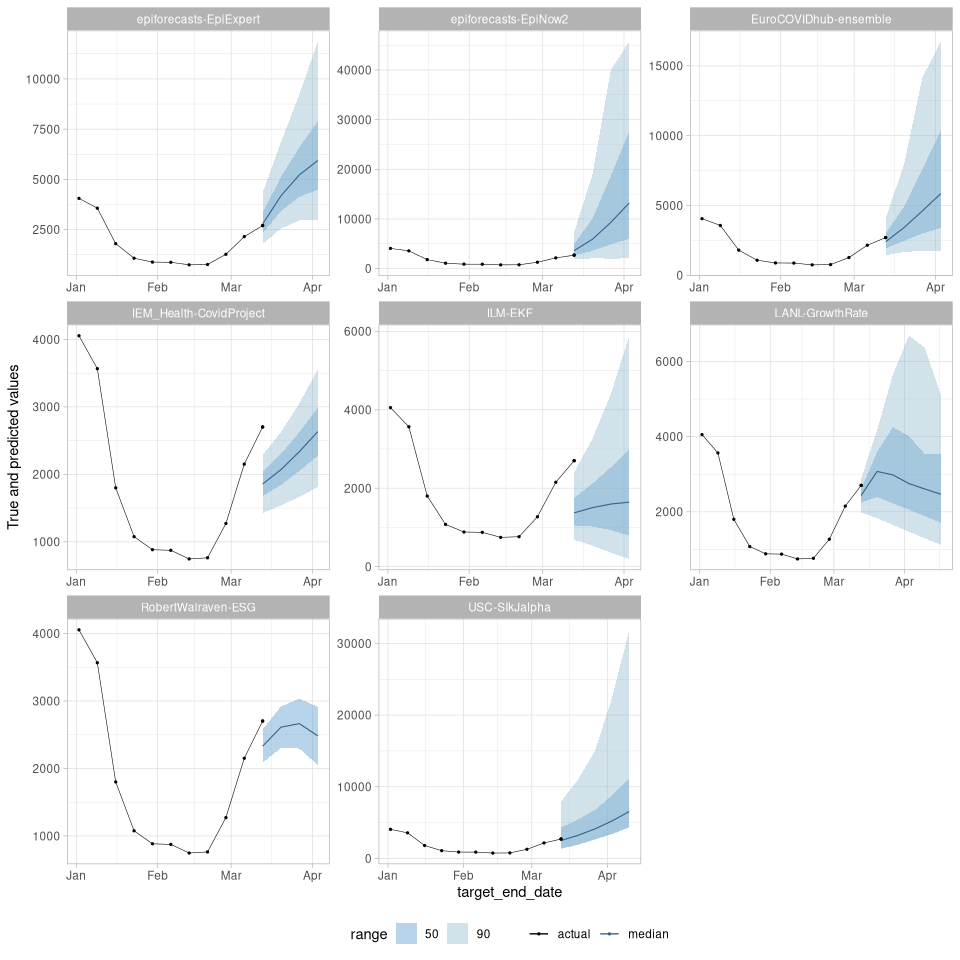 epiforecasts-EpiExpert
epiforecasts-EpiNow2
EuroCOVIDhub-ensemble
10000
7500
5000
2500
Jan Feb Mar Apr
40000
30000
20000
10000
0
Jan Feb Mar Apr
15000
10000
5000
0
Jan Feb Mar Apr
IEM_Health-CovidProject
ILM-EKF
LANL-GrowthRate
4000
3000
2000
1000
Jan Feb Mar Apr
6000
4000
2000
0
Jan Feb Mar Apr
6000
4000
2000
Jan Feb Mar Apr
RobertWalraven-ESG
USC-SIkJalpha
4000
3000
2000
1000
Jan Feb Mar Apr
30000
20000
10000
0
Jan Feb Mar Apr
True and predicted values
target_end_date
range 50 90 actual median